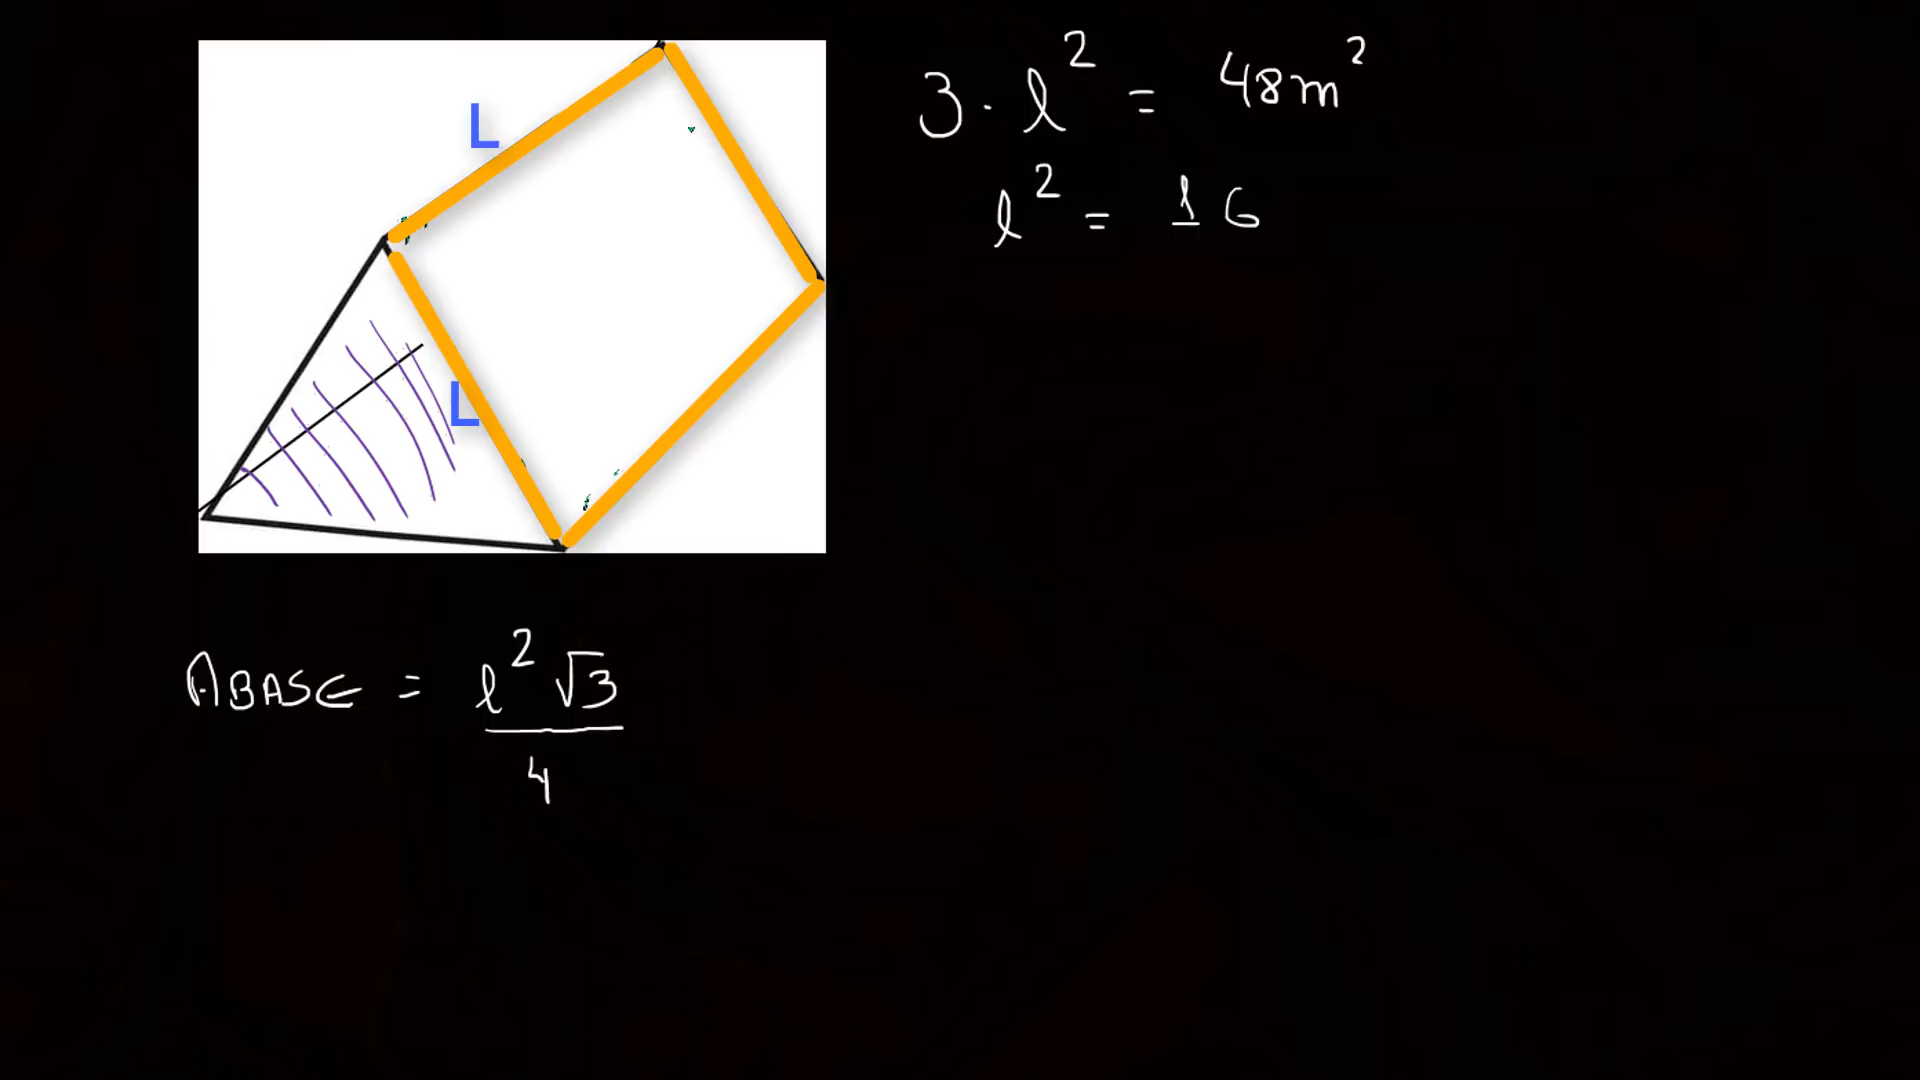 L
L
3 · l² = 48m²
l² = 16
ABASE = l² √3
4